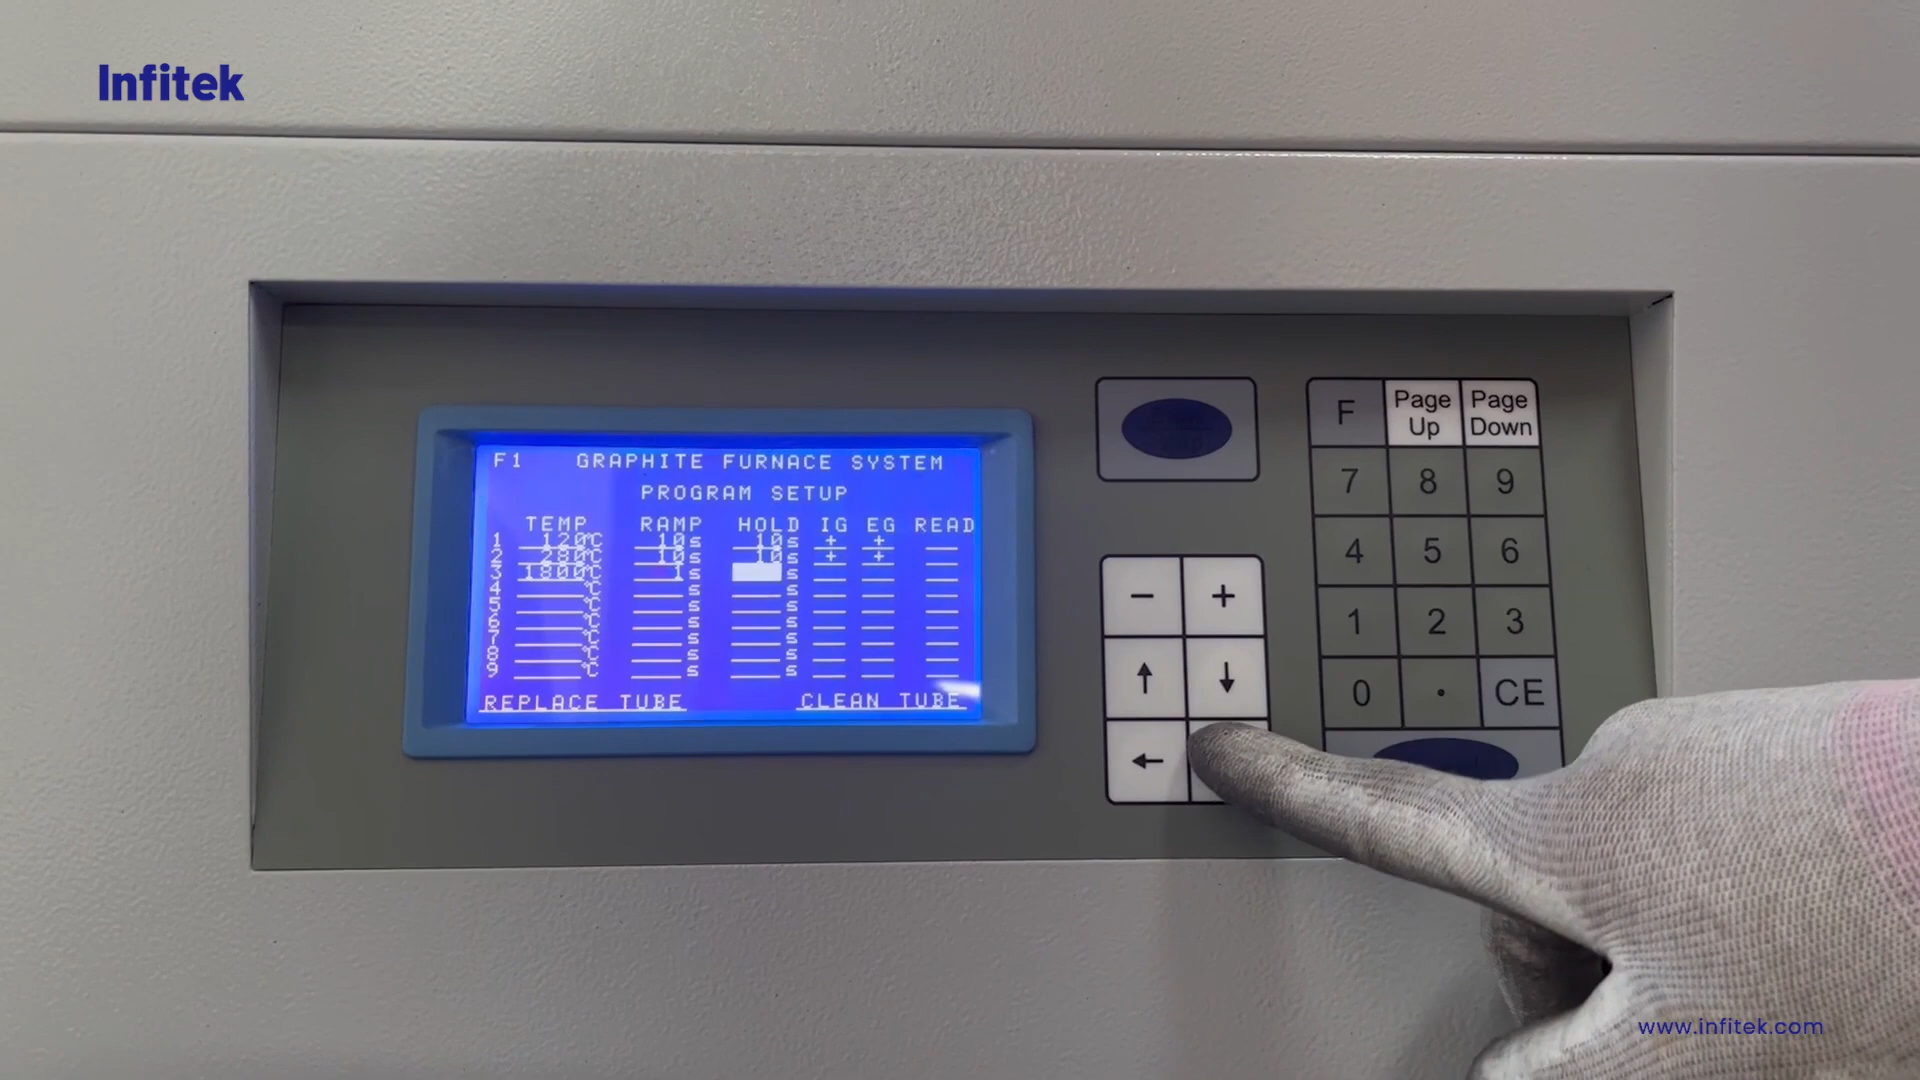 Infitek
F1 GRAPHITE FURNACE SYSTEM
PROGRAM SETUP
TEMP RAMP HOLD IG EG READ
1 120℃ 10s 10s + +
2 280℃ 10s 10s + +
3 1800℃ 1s s
4 ℃ s s
5 ℃ s s
6 ℃ s s
7 ℃ s s
8 ℃ s s
9 ℃ s s
REPLACE TUBE CLEAN TUBE
- +
↑ ↓
←
F Page Up Page Down
7 8 9
4 5 6
1 2 3
0 . CE
www.infitek.com